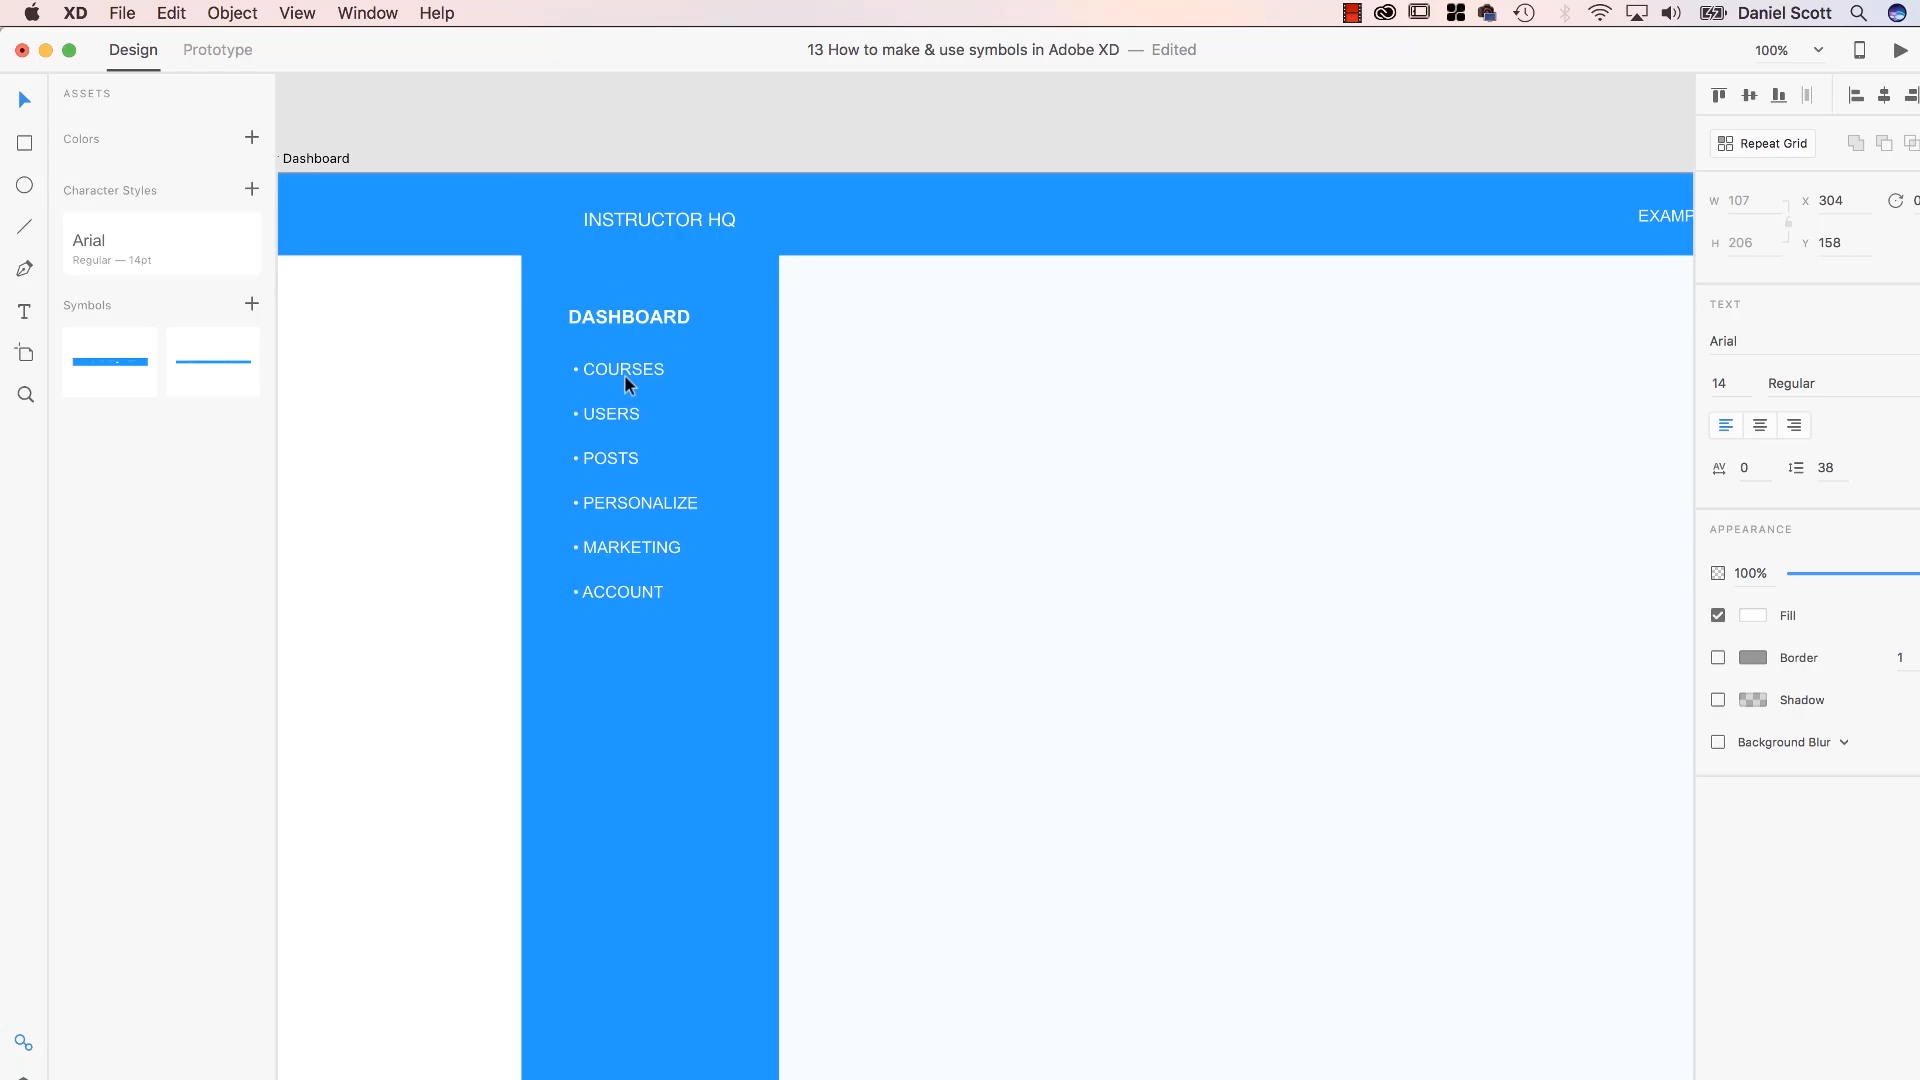 XD File Edit Object View Window Help Daniel Scott
Design Prototype 13 How to make & use symbols in Adobe XD — Edited 100%
ASSETS
Colors
Character Styles
Arial
Regular — 14pt
Symbols
Dashboard
INSTRUCTOR HQ
EXAMP
DASHBOARD
• COURSES
• USERS
• POSTS
• PERSONALIZE
• MARKETING
• ACCOUNT
Repeat Grid
W 107 X 304 0
H 206 Y 158
TEXT
Arial
14 Regular
AV 0 38
APPEARANCE
100%
Fill
Border 1
Shadow
Background Blur